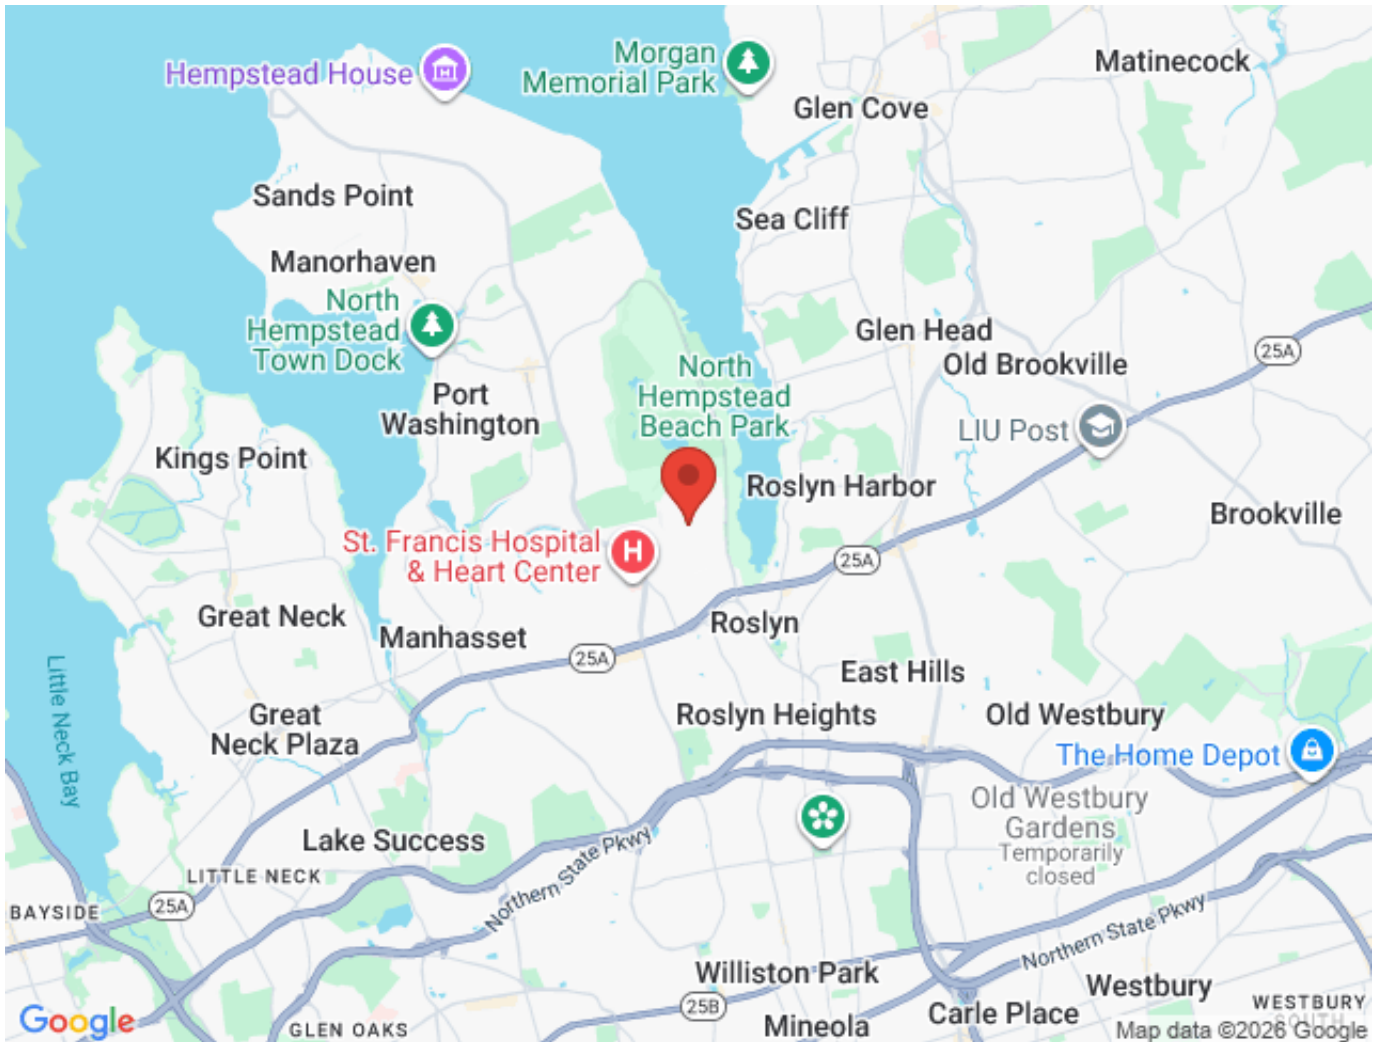 Hempstead House
Morgan
Memorial Park
Matinecock
Glen Cove
Sands Point
Sea Cliff
Manorhaven
North
Hempstead
Town Dock
Glen Head
25A
Old Brookville
North
Hempstead
Beach Park
Port
Washington
LIU Post
Kings Point
Roslyn Harbor
Brookville
St. Francis Hospital
& Heart Center
H
25A
Great Neck
Manhasset
Roslyn
25A
Little Neck Bay
East Hills
Great
Neck Plaza
Roslyn Heights
Old Westbury
The Home Depot
Old Westbury
Gardens
Temporarily
closed
Lake Success
Northern State Pkwy
LITTLE NECK
BAYSIDE
25A
Northern State Pkwy
Williston Park
Westbury
WESTBURY
SOUTH
25B
Carle Place
Mineola
Google
GLEN OAKS
Map data ©2026 Google